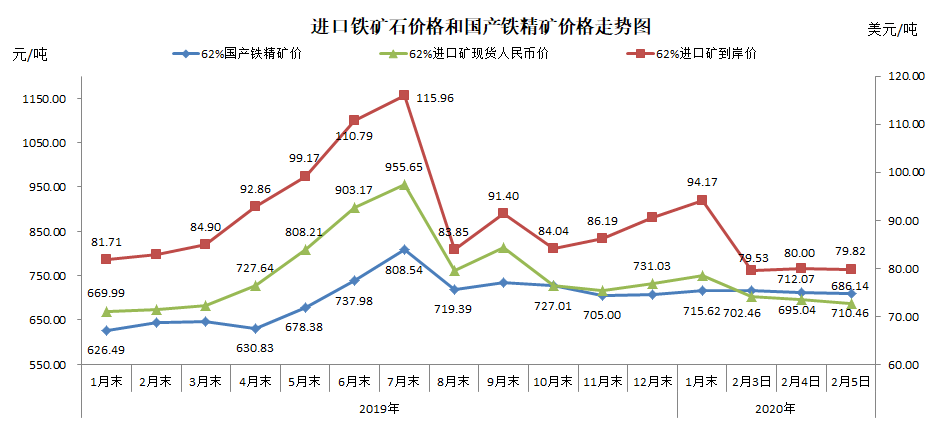 进口铁矿石价格和国产铁精矿价格走势图
元/吨
美元/吨
62%国产铁精矿价 62%进口矿现货人民币价 62%进口矿到岸价
1150.00
1050.00
950.00
850.00
750.00
650.00
550.00
120.00
110.00
100.00
90.00
80.00
70.00
60.00
81.71 84.90 92.86 99.17 110.79 115.96 83.85 91.40 84.04 86.19 94.17 79.53 80.00 79.82
669.99 727.64 808.21 903.17 955.65 727.01 731.03 702.46 695.04 686.14
626.49 630.83 678.38 737.98 808.54 719.39 705.00 715.62 712.07 710.46
1月末 2月末 3月末 4月末 5月末 6月末 7月末 8月末 9月末 10月末 11月末 12月末 1月末 2月3日 2月4日 2月5日
2019年 2020年